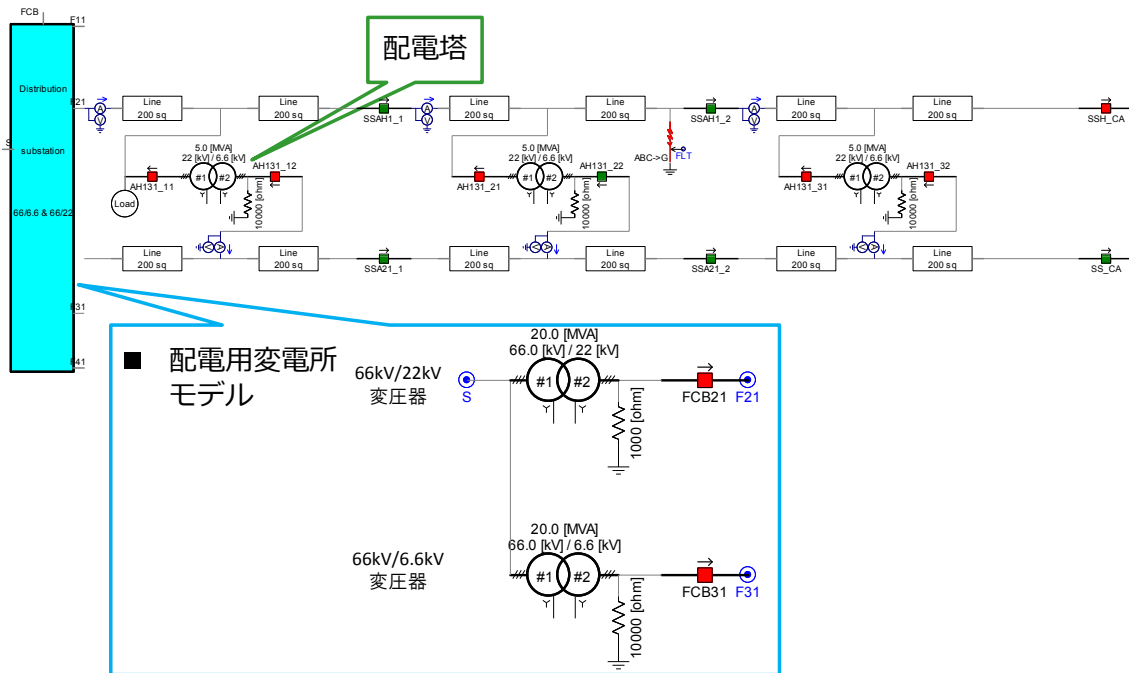 FCB
F11
配電塔
Distribution
substation
66/6.6 & 66/22
S
F21
F31
F41
A
V
Line
200 sq
Line
200 sq
SSAH1_1
A
V
Line
200 sq
Line
200 sq
SSAH1_2
A
V
Line
200 sq
Line
200 sq
SSH_CA
5.0 [MVA]
22 [kV] / 6.6 [kV]
AH131_11
#1
#2
AH131_12
Load
10000 [ohm]
5.0 [MVA]
22 [kV] / 6.6 [kV]
AH131_21
#1
#2
AH131_22
10000 [ohm]
ABC->G
FLT
5.0 [MVA]
22 [kV] / 6.6 [kV]
AH131_31
#1
#2
AH131_32
10000 [ohm]
V
A
Line
200 sq
Line
200 sq
SSA21_1
V
A
Line
200 sq
Line
200 sq
SSA21_2
V
A
Line
200 sq
Line
200 sq
SS_CA
■ 配電用変電所
モデル
66kV/22kV
変圧器
S
20.0 [MVA]
66.0 [kV] / 22 [kV]
#1
#2
1000 [ohm]
FCB21
F21
66kV/6.6kV
変圧器
20.0 [MVA]
66.0 [kV] / 6.6 [kV]
#1
#2
10000 [ohm]
FCB31
F31